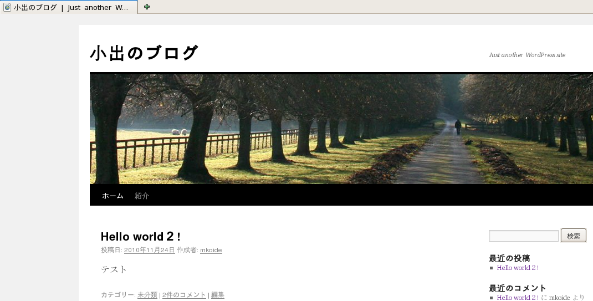 小出のブログ | Just another W...
小出のブログ
Just another WordPress site
ホーム 紹介
Hello world 2 !
投稿日: 2010年11月24日 作成者: mkoide
テスト
カテゴリー: 未分類 | 2件のコメント | 編集
検索
最近の投稿
Hello world 2 !
最近のコメント
Hello world 2 ! に mkoide より